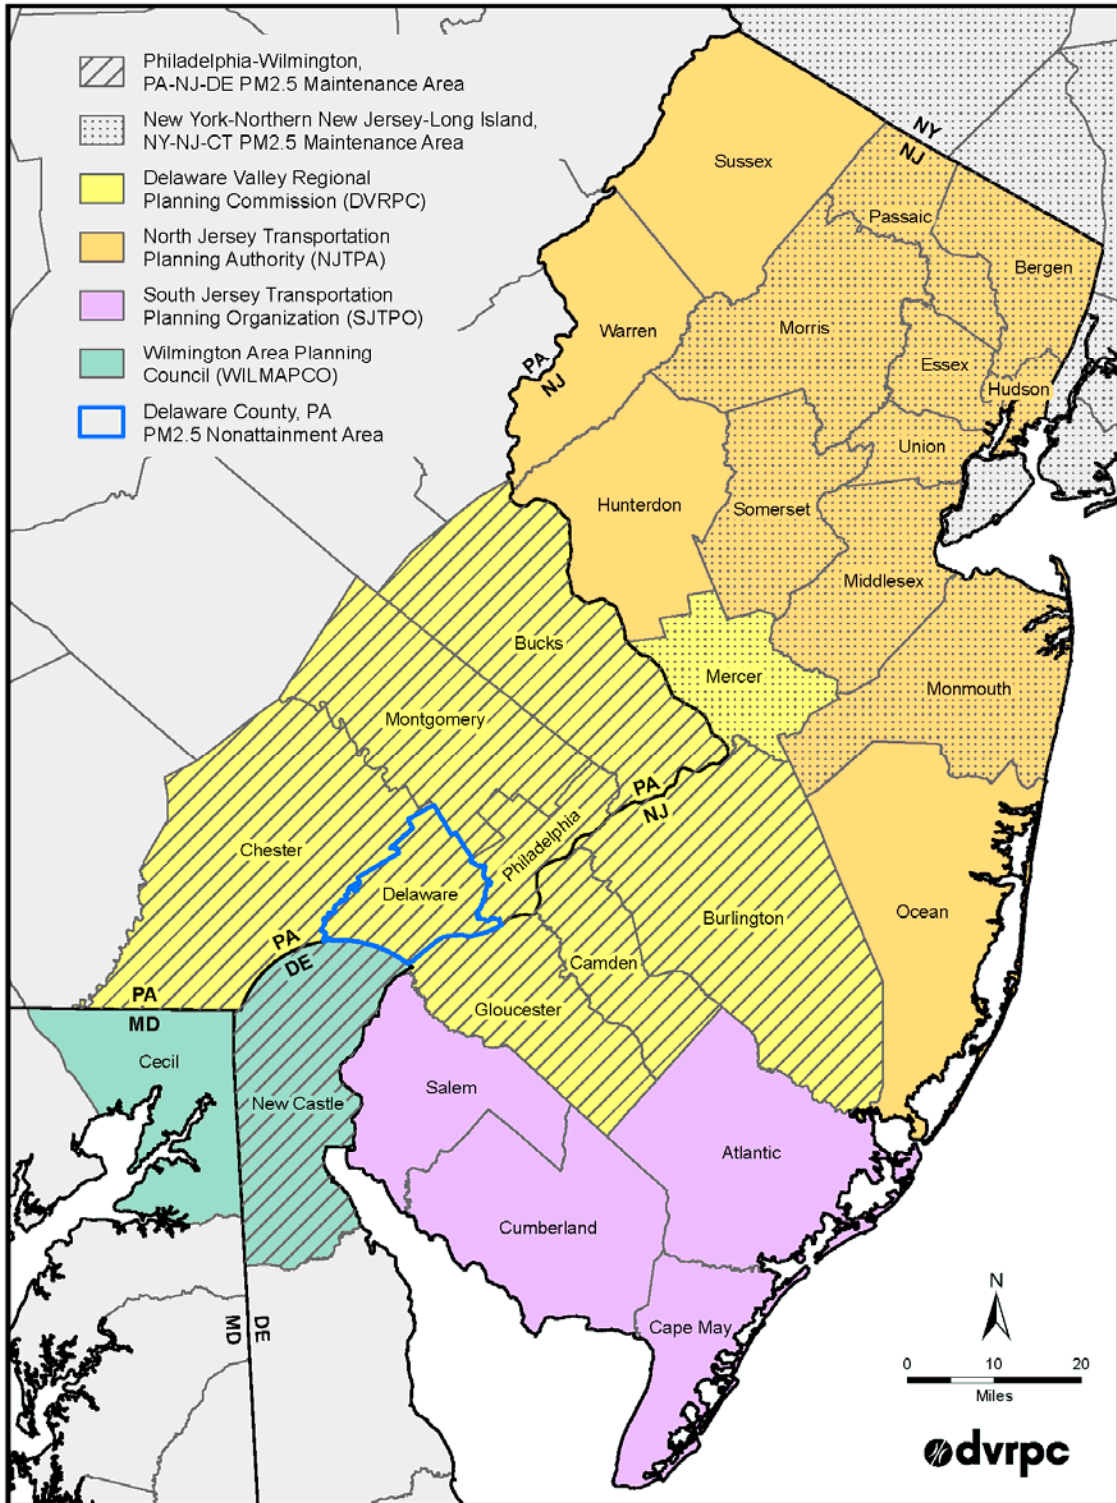 Philadelphia-Wilmington,
PA-NJ-DE PM2.5 Maintenance Area
New York-Northern New Jersey-Long Island,
NY-NJ-CT PM2.5 Maintenance Area
Delaware Valley Regional
Planning Commission (DVRPC)
North Jersey Transportation
Planning Authority (NJTPA)
South Jersey Transportation
Planning Organization (SJTPO)
Wilmington Area Planning
Council (WILMAPCO)
Delaware County, PA
PM2.5 Nonattainment Area
NY
NJ
Sussex
Passaic
Bergen
Warren
Morris
PA
NJ
Essex
Hudson
Union
Hunterdon
Somerset
Middlesex
Bucks
Mercer
Monmouth
Montgomery
PA
NJ
Philadelphia
Chester
Delaware
Burlington
Ocean
PA
DE
Camden
PA
MD
Gloucester
Cecil
Salem
New Castle
Atlantic
Cumberland
MD
DE
Cape May
N
0 10 20
Miles
dvrpc